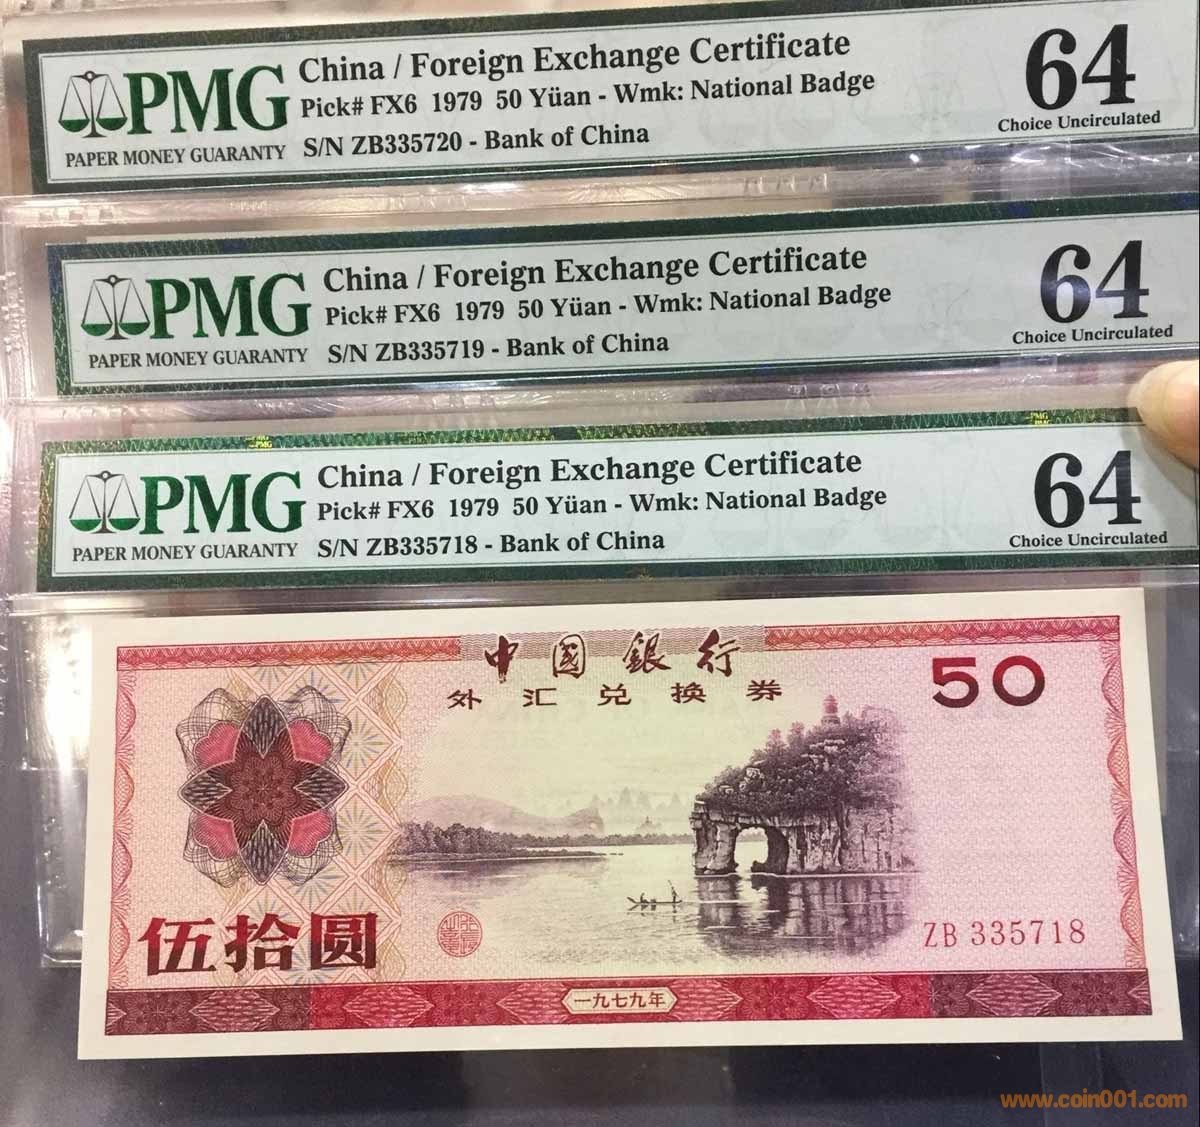 PMG
PAPER MONEY GUARANTY
China / Foreign Exchange Certificate
Pick# FX6 1979 50 Yüan - Wmk: National Badge
S/N ZB335720 - Bank of China
64
Choice Uncirculated
PMG
PAPER MONEY GUARANTY
China / Foreign Exchange Certificate
Pick# FX6 1979 50 Yüan - Wmk: National Badge
S/N ZB335719 - Bank of China
64
Choice Uncirculated
PMG
PAPER MONEY GUARANTY
China / Foreign Exchange Certificate
Pick# FX6 1979 50 Yüan - Wmk: National Badge
S/N ZB335718 - Bank of China
64
Choice Uncirculated
中國銀行
外汇兑换券
50
伍拾圆
ZB 335718
一九七九年
www.coin001.com